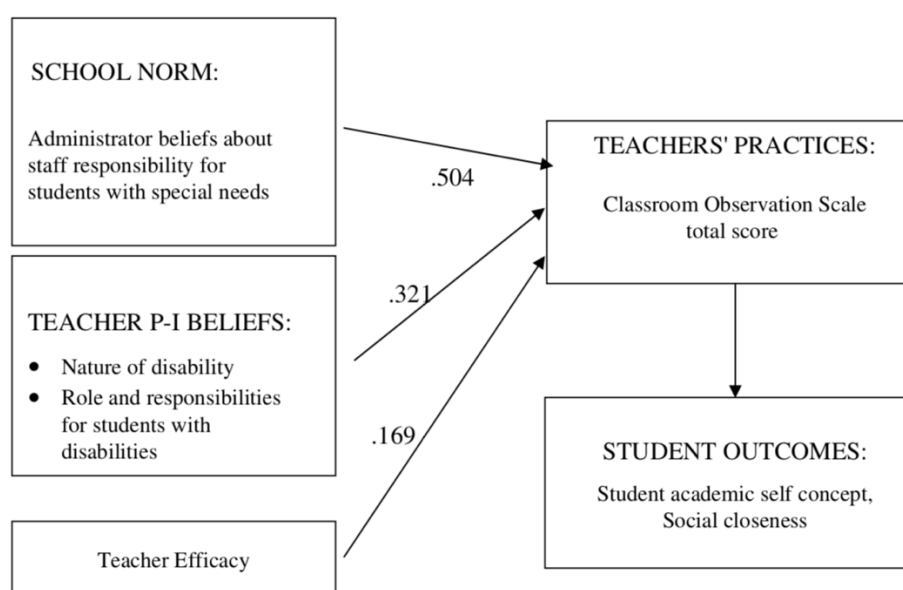 SCHOOL NORM:
Administrator beliefs about
staff responsibility for
students with special needs
.504
TEACHERS' PRACTICES:
Classroom Observation Scale
total score
TEACHER P-I BELIEFS:
• Nature of disability
• Role and responsibilities
for students with
disabilities
.321
.169
Teacher Efficacy
STUDENT OUTCOMES:
Student academic self concept,
Social closeness